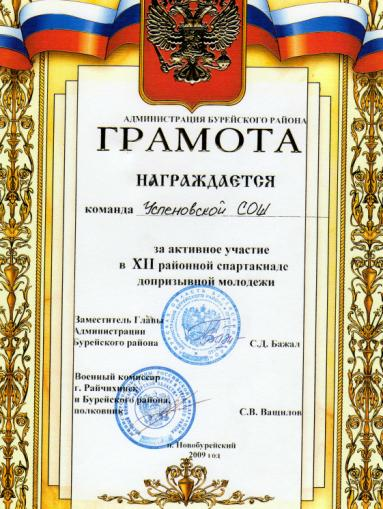 АДМИНИСТРАЦИЯ БУРЕЙСКОГО РАЙОНА
ГРАМОТА
НАГРАЖДАЕТСЯ
команда Успеновской СОШ
за активное участие
в XII районной спартакиаде
допризывной молодежи
Заместитель Главы
Администрации
Бурейского района С.Д. Бажал
Военный комиссар
г. Райчихинск
и Бурейского района,
полковник С.В. Ващилов
п. Новобурейский
2009 год